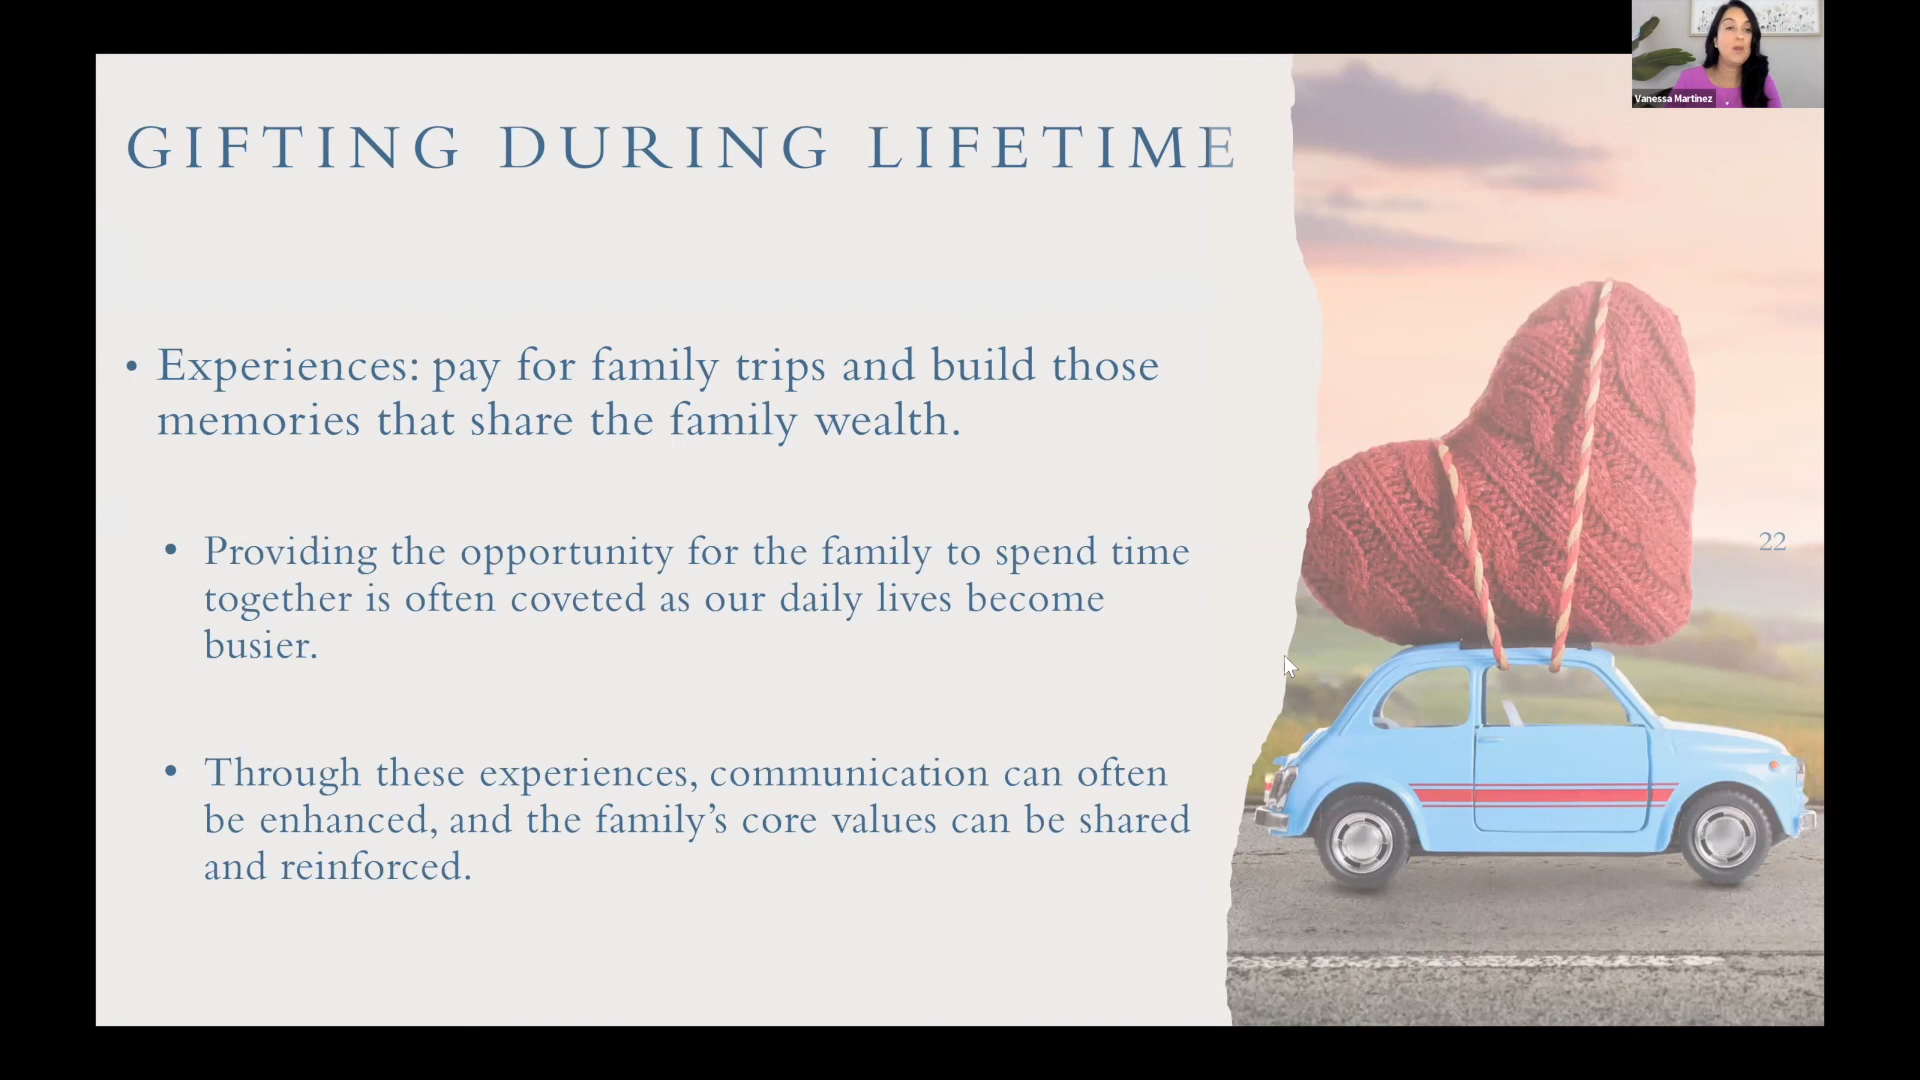 Vanessa Martinez
GIFTING DURING LIFETIME
• Experiences: pay for family trips and build those
memories that share the family wealth.
• Providing the opportunity for the family to spend time
together is often coveted as our daily lives become
busier.
• Through these experiences, communication can often
be enhanced, and the family’s core values can be shared
and reinforced.
22